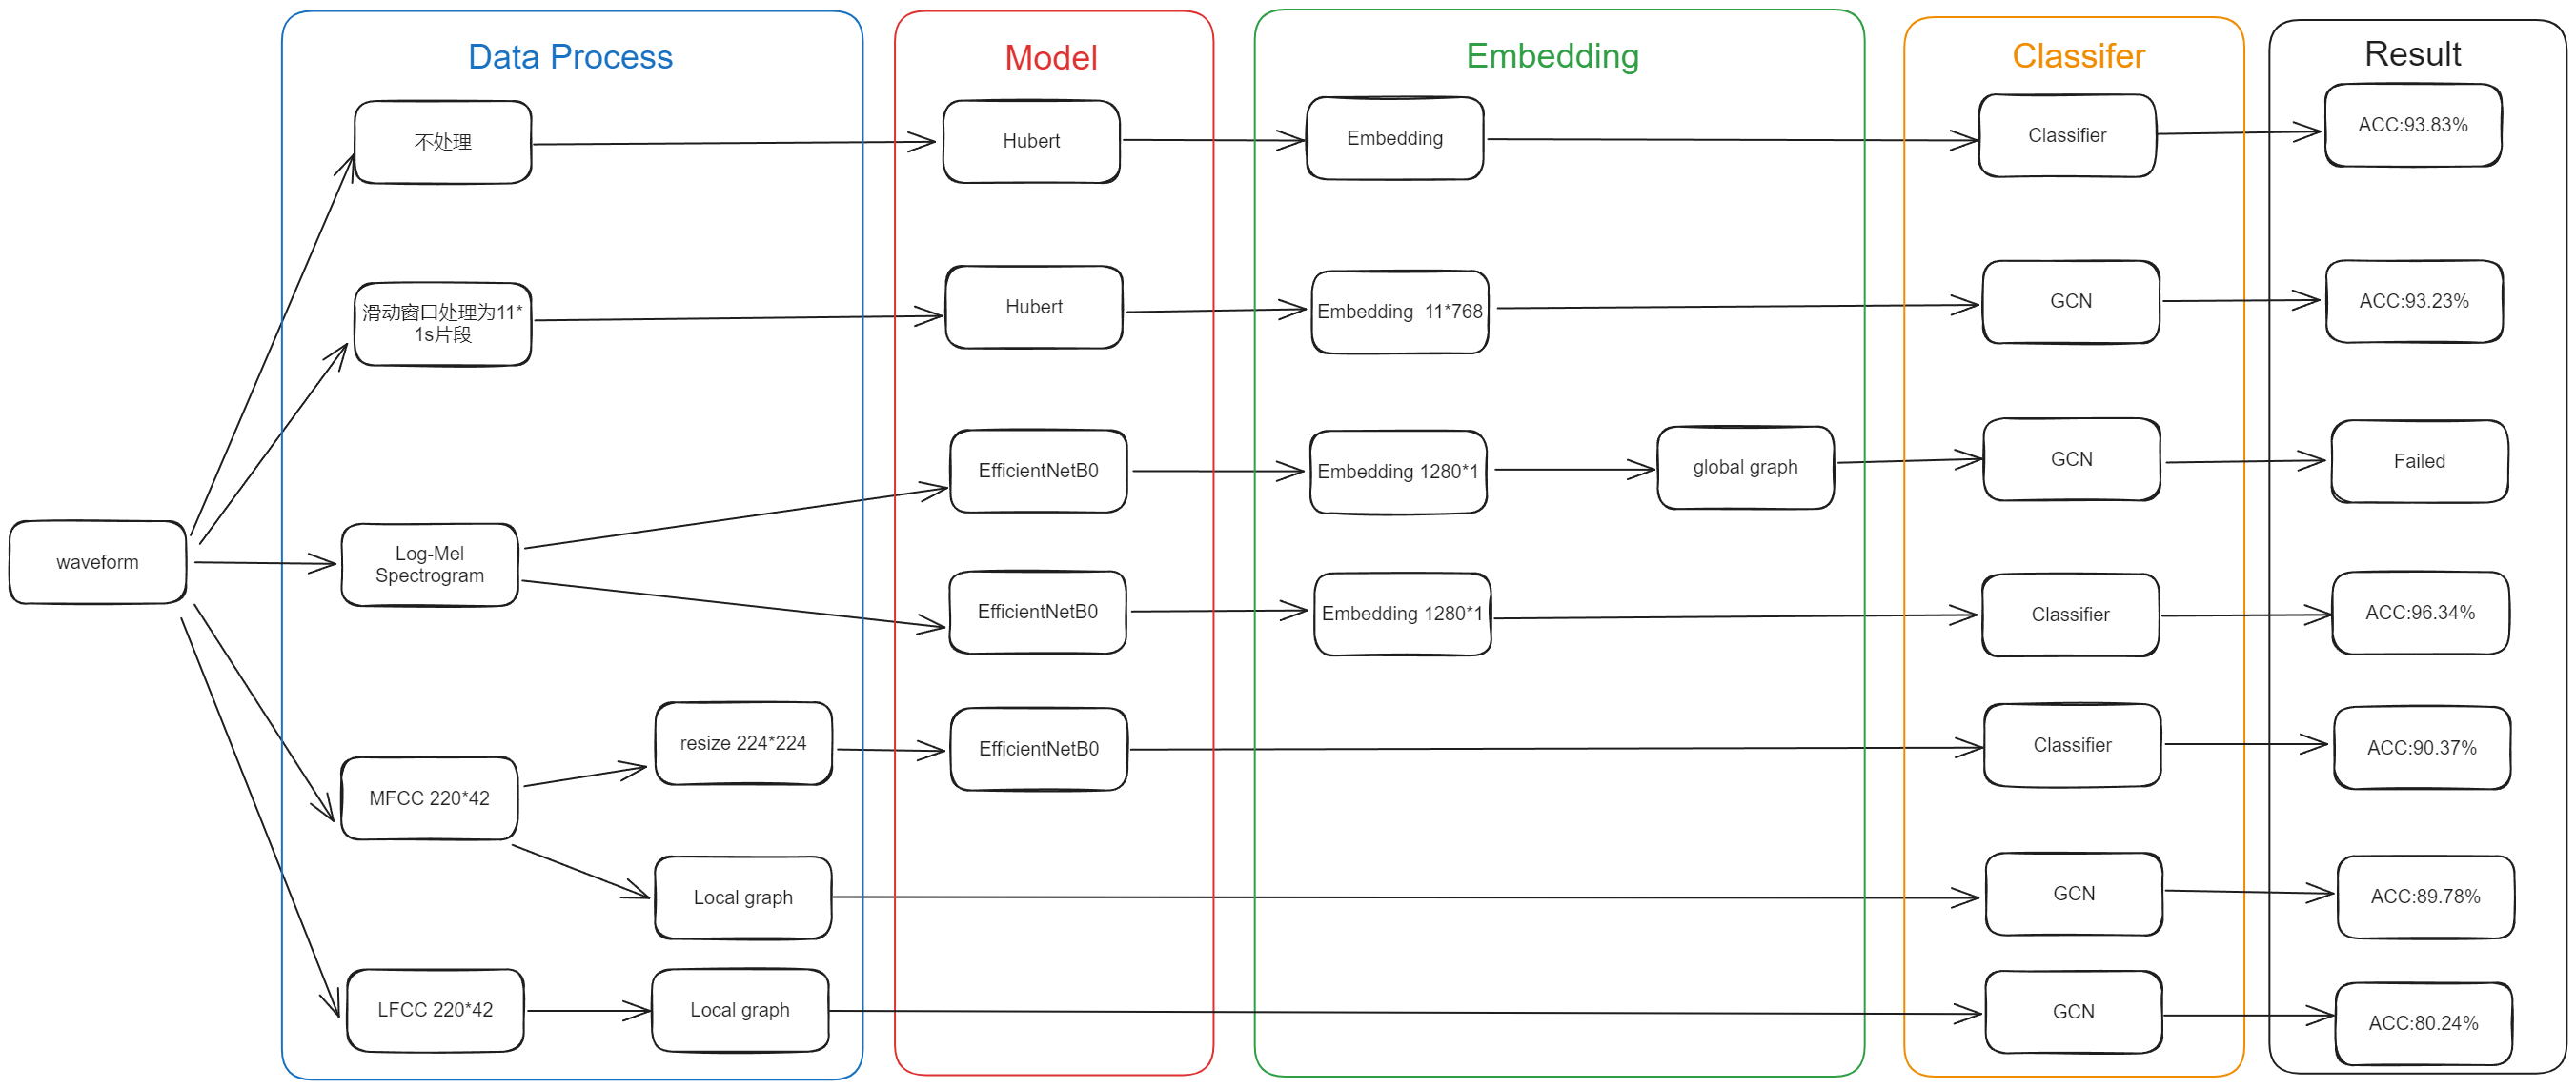 Data Process
Model
Embedding
Classifer
Result
不处理
Hubert
Embedding
Classifier
ACC:93.83%
滑动窗口处理为11*
1s片段
Hubert
Embedding  11*768
GCN
ACC:93.23%
EfficientNetB0
Embedding 1280*1
global graph
GCN
Failed
waveform
Log-Mel
Spectrogram
EfficientNetB0
Embedding 1280*1
Classifier
ACC:96.34%
MFCC 220*42
resize 224*224
EfficientNetB0
Classifier
ACC:90.37%
Local graph
GCN
ACC:89.78%
LFCC 220*42
Local graph
GCN
ACC:80.24%